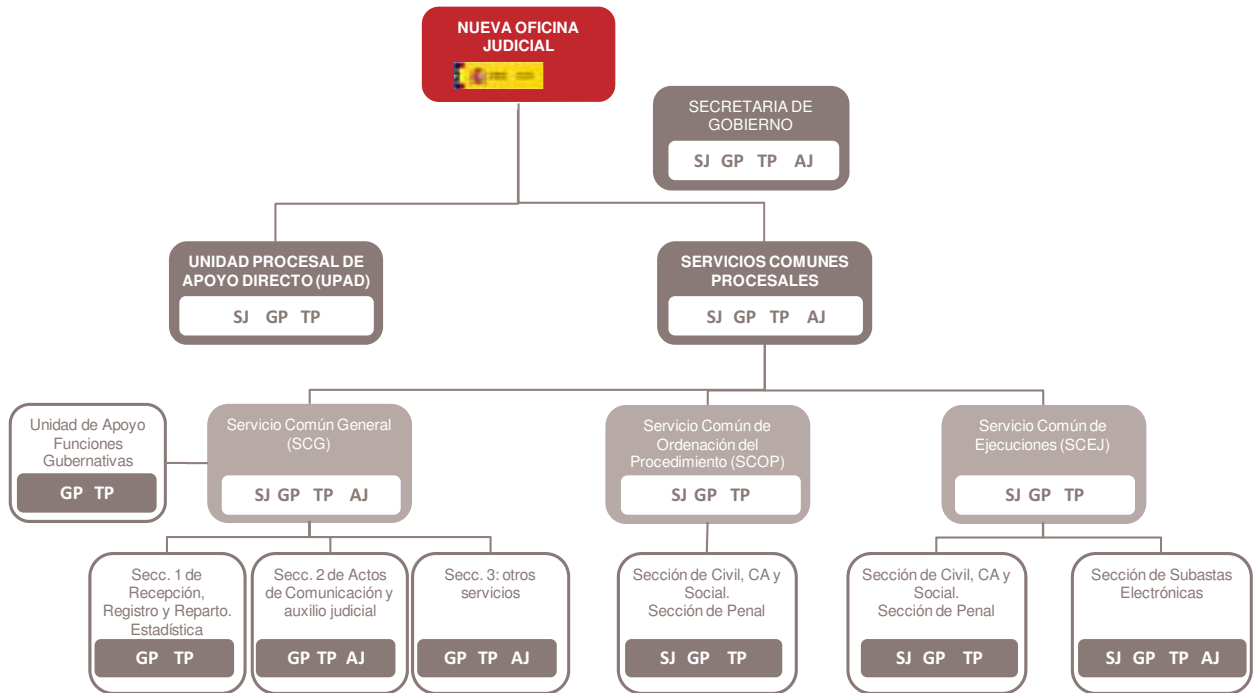 NUEVA OFICINA
JUDICIAL
SECRETARIA DE
GOBIERNO
SJ GP TP AJ
UNIDAD PROCESAL DE
APOYO DIRECTO (UPAD)
SJ GP TP
SERVICIOS COMUNES
PROCESALES
SJ GP TP AJ
Unidad de Apoyo
Funciones
Gubernativas
GP TP
Servicio Común General
(SCG)
SJ GP TP AJ
Servicio Común de
Ordenación del
Procedimiento (SCOP)
SJ GP TP
Servicio Común de
Ejecuciones (SCEJ)
SJ GP TP
Secc. 1 de
Recepción,
Registro y Reparto.
Estadística
GP TP
Secc. 2 de Actos
de Comunicación y
auxilio judicial
GP TP AJ
Secc. 3: otros
servicios
GP TP AJ
Sección de Civil, CA y
Social.
Sección de Penal
SJ GP TP
Sección de Civil, CA y
Social.
Sección de Penal
SJ GP TP
Sección de Subastas
Electrónicas
SJ GP TP AJ